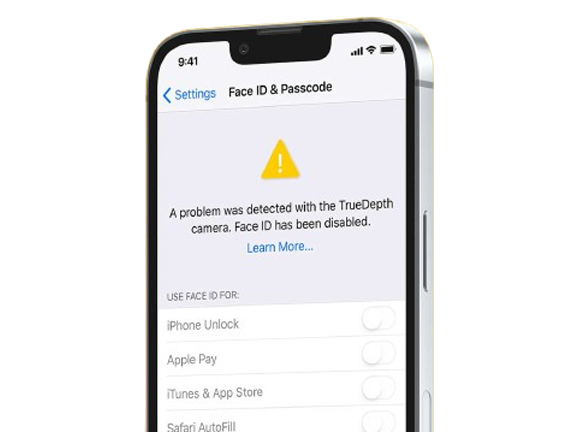 9:41
Settings Face ID & Passcode
A problem was detected with the TrueDepth
camera. Face ID has been disabled.
Learn More...
USE FACE ID FOR:
iPhone Unlock
Apple Pay
iTunes & App Store
Safari AutoFill